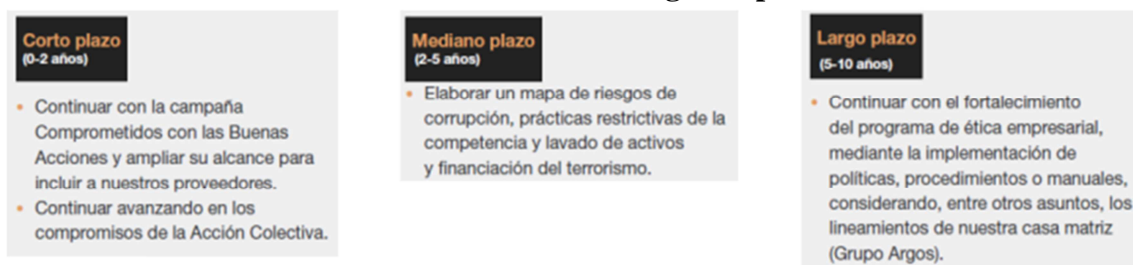 Corto plazo
(0-2 años)
• Continuar con la campaña
Comprometidos con las Buenas
Acciones y ampliar su alcance para
incluir a nuestros proveedores.
• Continuar avanzando en los
compromisos de la Acción Colectiva.
Mediano plazo
(2-5 años)
• Elaborar un mapa de riesgos de
corrupción, prácticas restrictivas de la
competencia y lavado de activos
y financiación del terrorismo.
Largo plazo
(5-10 años)
• Continuar con el fortalecimiento
del programa de ética empresarial,
mediante la implementación de
políticas, procedimientos o manuales,
considerando, entre otros asuntos, los
lineamientos de nuestra casa matriz
(Grupo Argos).